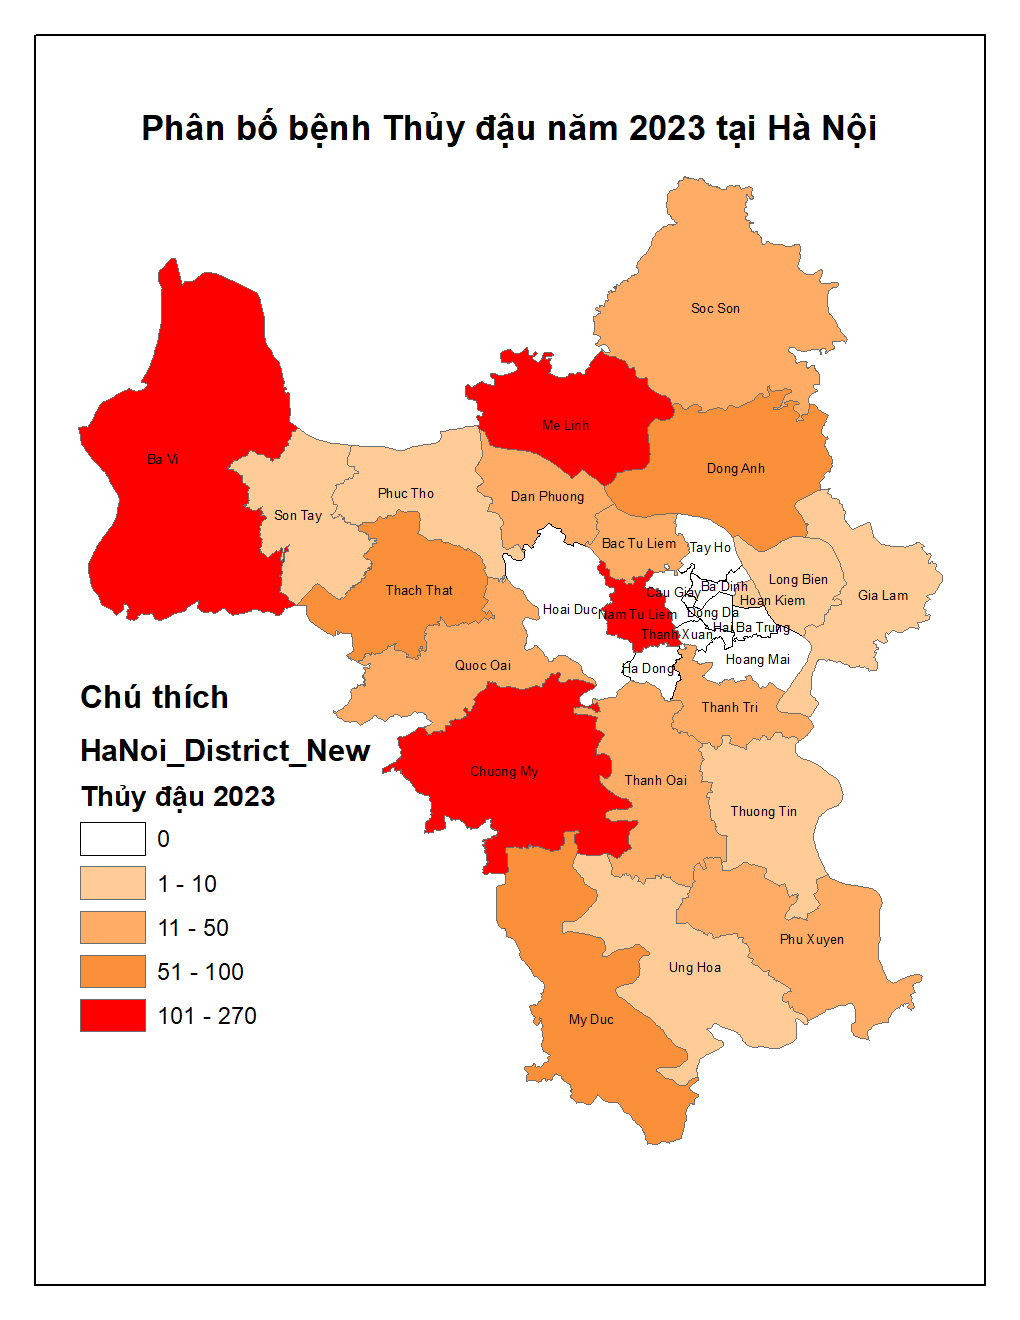 Phân bố bệnh Thủy đậu năm 2023 tại Hà Nội
Soc Son
Me Linh
Ba Vi
Dong Anh
Phuc Tho
Dan Phuong
Son Tay
Bac Tu Liem
Tay Ho
Long Bien
Thach That
Cau Giay
Ba Dinh
Hoan Kiem
Gia Lam
Hoai Duc
Nam Tu Liem
Dong Da
Hai Ba Trung
Thanh Xuan
Quoc Oai
Ha Dong
Hoang Mai
Thanh Tri
Chuong My
Thanh Oai
Thuong Tin
Phu Xuyen
Ung Hoa
My Duc
Chú thích
HaNoi_District_New
Thủy đậu 2023
0
1 - 10
11 - 50
51 - 100
101 - 270